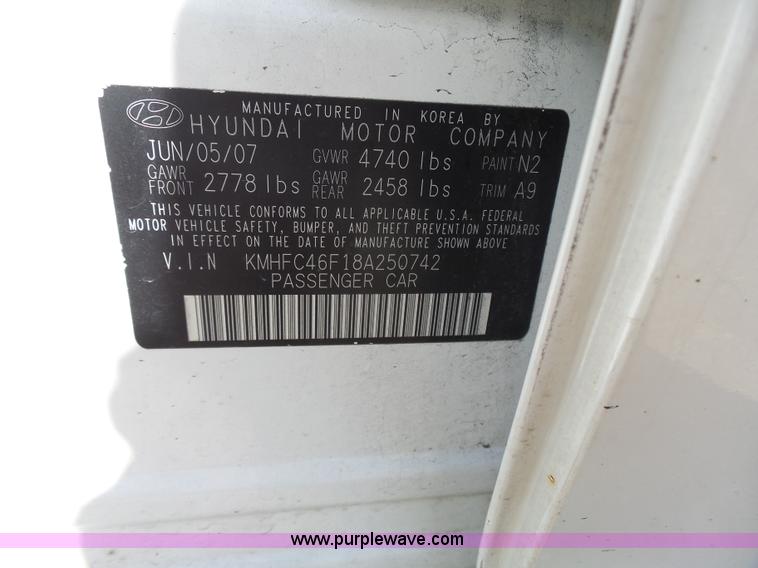 MANUFACTURED IN KOREA BY
HYUNDAI MOTOR COMPANY
JUN/05/07 GVWR 4740 lbs PAINT N2
GAWR FRONT 2778 lbs GAWR REAR 2458 lbs TRIM A9
THIS VEHICLE CONFORMS TO ALL APPLICABLE U.S.A. FEDERAL
MOTOR VEHICLE SAFETY, BUMPER, AND THEFT PREVENTION STANDARDS
IN EFFECT ON THE DATE OF MANUFACTURE SHOWN ABOVE
V.I.N KMHFC46F18A250742
PASSENGER CAR
www.purplewave.com